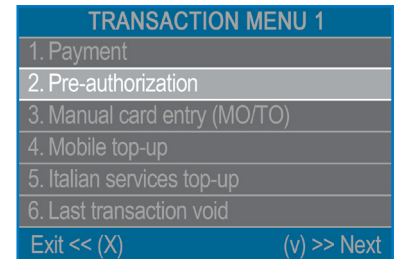 TRANSACTION MENU 1
1. Payment
2. Pre-authorization
3. Manual card entry (MO/TO)
4. Mobile top-up
5. Italian services top-up
6. Last transaction void
Exit << (X) (v) >> Next